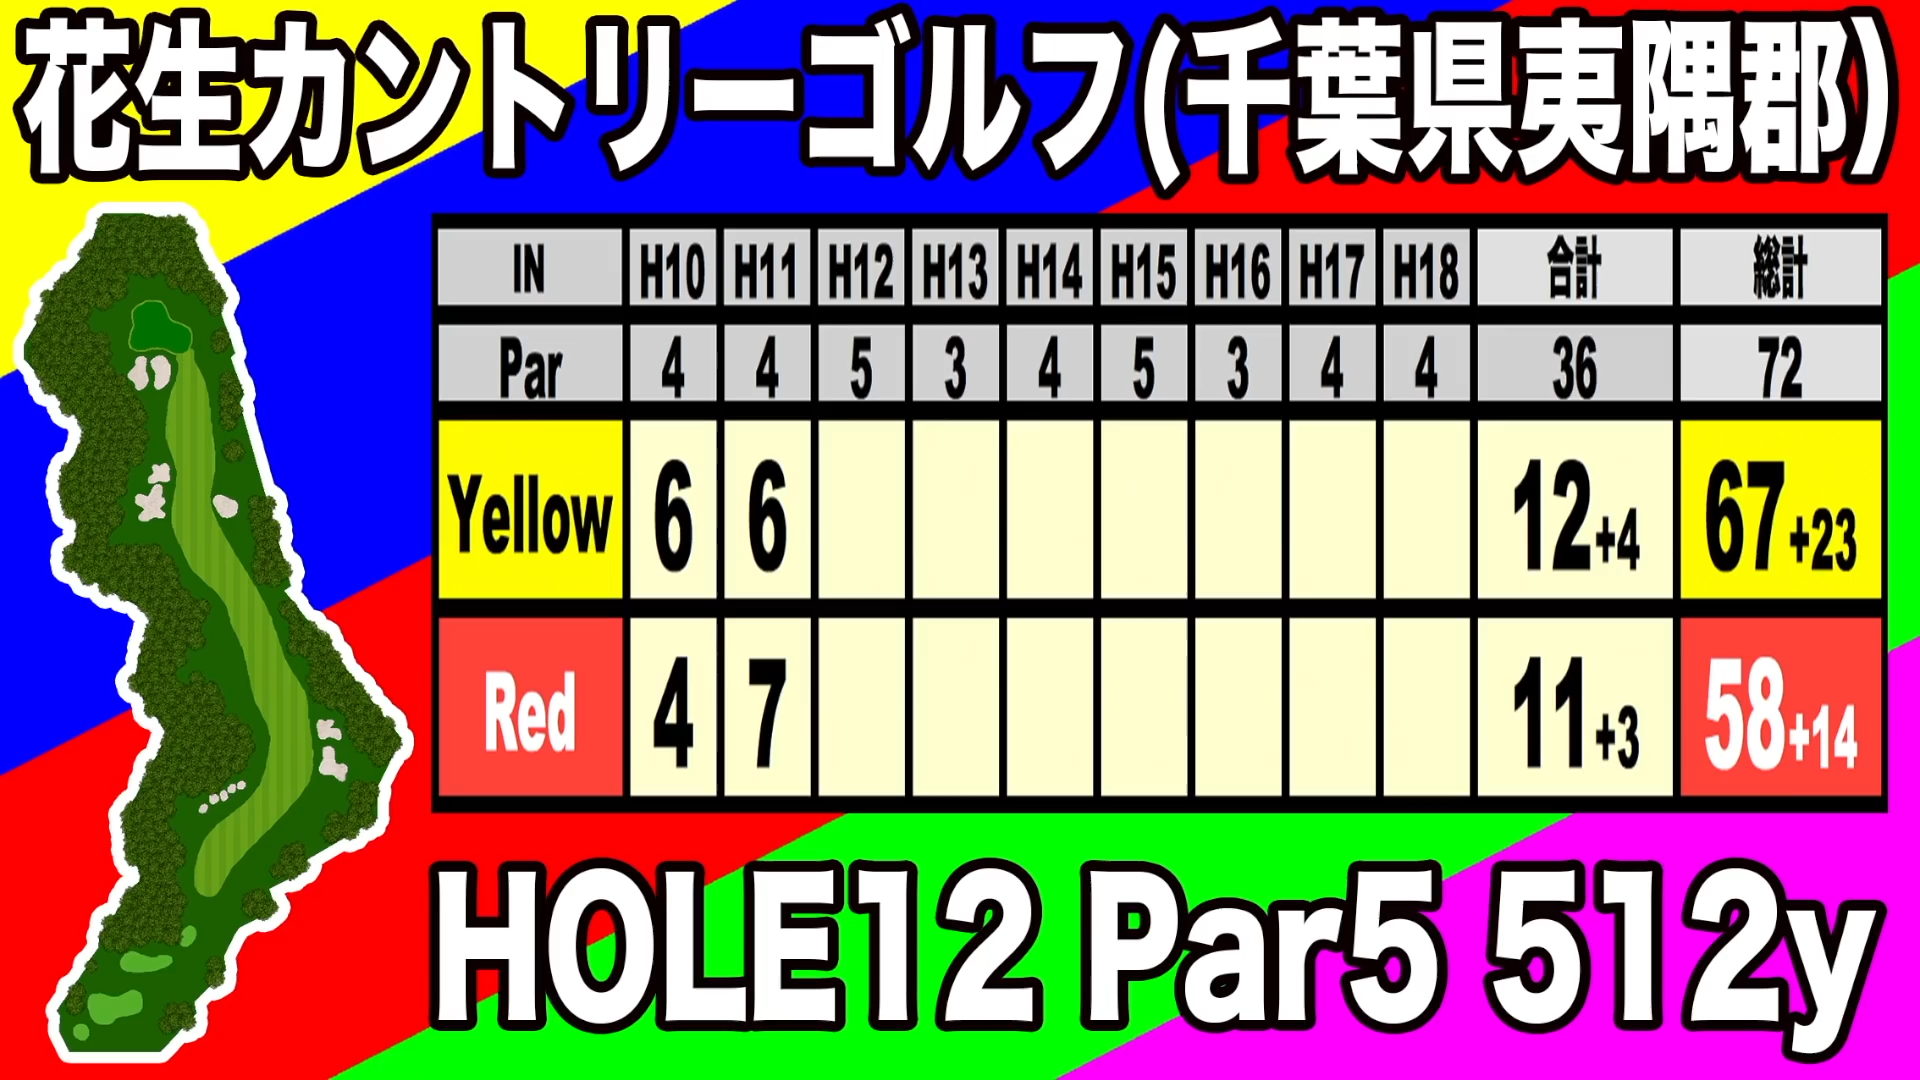 花生カントリーゴルフ(千葉県夷隅郡)
IN H10 H11 H12 H13 H14 H15 H16 H17 H18 合計 総計
Par 4 4 5 3 4 5 3 4 4 36 72
Yellow 6 6 12+4 67+23
Red 4 7 11+3 58+14
HOLE12 Par5 512y